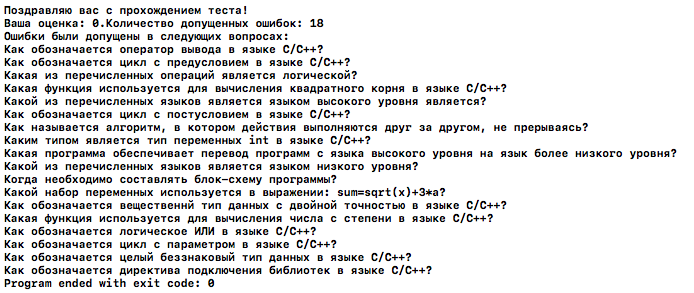 Поздравляю вас с прохождением теста!
Ваша оценка: 0.Количество допущенных ошибок: 18
Ошибки были допущены в следующих вопросах:
Как обозначается оператор вывода в языке C/C++?
Как обозначается цикл с предусловием в языке C/C++?
Какая из перечисленных операций является логической?
Какая функция используется для вычисления квадратного корня в языке C/C++?
Какой из перечисленных языков является языком высокого уровня является?
Как обозначается цикл с постусловием в языке C/C++?
Как называется алгоритм, в котором действия выполняются друг за другом, не прерываясь?
Каким типом является тип переменных int в языке C/C++?
Какая программа обеспечивает перевод программ с языка высокого уровня на язык более низкого уровня?
Какой из перечисленных языков является языком низкого уровня?
Когда необходимо составлять блок-схему программы?
Какой набор переменных используется в выражении: sum=sqrt(x)+3*a?
Как обозначается вещественнй тип данных с двойной точностью в языке C/C++?
Какая функция используется для вычисления числа с степени в языке C/C++?
Как обозначается логическое ИЛИ в языке C/C++?
Как обозначается цикл с параметром в языке C/C++?
Как обозначается целый беззнаковый тип данных в языке C/C++?
Как обозначается директива подключения библиотек в языке C/C++?
Program ended with exit code: 0